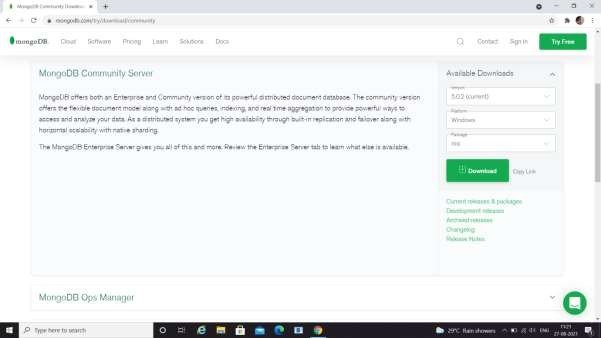 MongoDB Community Downloa
mongodb.com/try/download/community
mongoDB.
Cloud Software Pricing Learn Solutions Docs
Contact Sign In Try Free
MongoDB Community Server
MongoDB offers both an Enterprise and Community version of its powerful distributed document database. The community version
offers the flexible document model along with ad hoc queries, indexing, and real time aggregation to provide powerful ways to
access and analyze your data. As a distributed system you get high availability through built-in replication and failover along with
horizontal scalability with native sharding.
The MongoDB Enterprise Server gives you all of this and more. Review the Enterprise Server tab to learn what else is available.
Available Downloads
Version
5.0.2 (current)
Platform
Windows
Package
msi
Download Copy Link
Current releases & packages
Development releases
Archived releases
Changelog
Release Notes
MongoDB Ops Manager
Type here to search
29°C Rain showers
ENG
11:21
27-08-2021